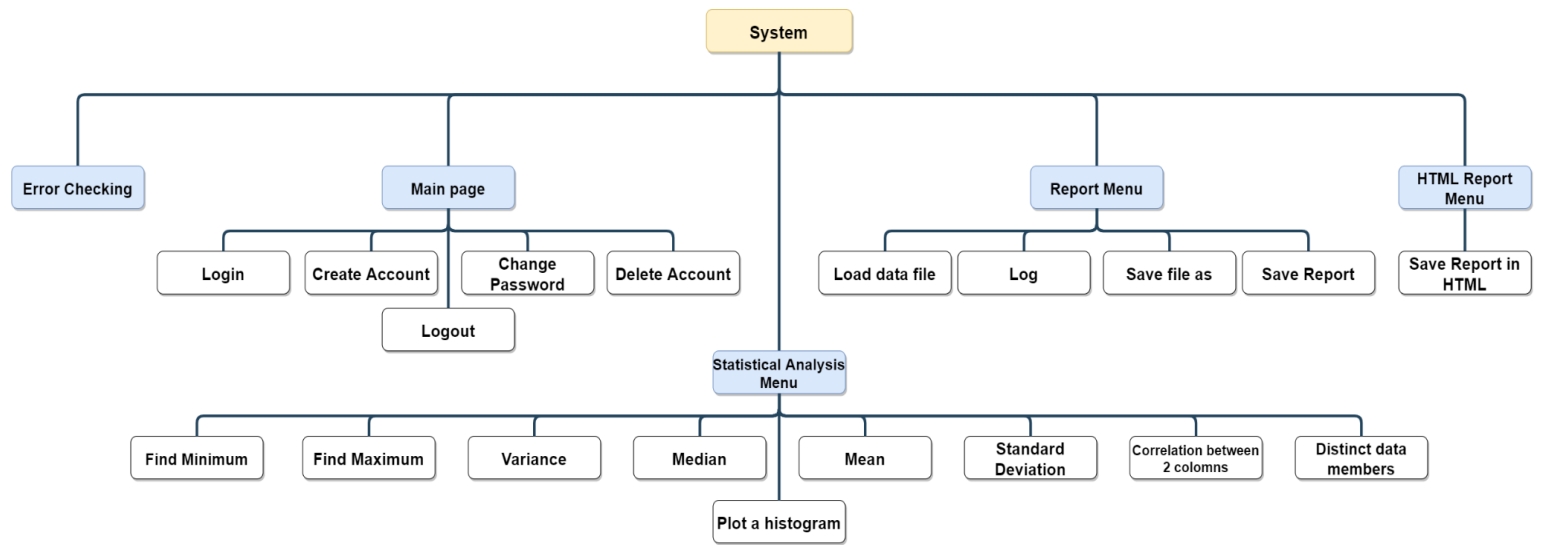 System
Error Checking
Main page
Report Menu
HTML Report
Menu
Login
Create Account
Change
Password
Delete Account
Load data file
Log
Save file as
Save Report
Save Report in
HTML
Logout
Statistical Analysis
Menu
Find Minimum
Find Maximum
Variance
Median
Mean
Standard
Deviation
Correlation between
2 colomns
Distinct data
members
Plot a histogram